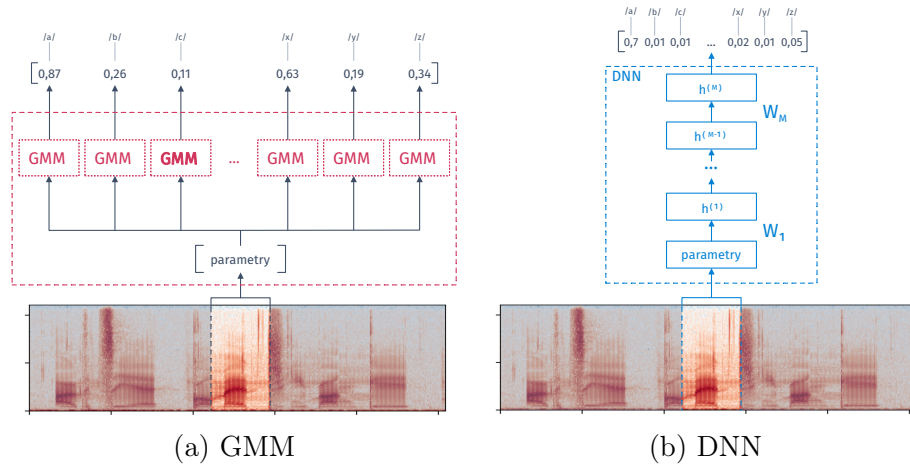 /a/ /b/ /c/ /x/ /y/ /z/
[ 0,87 0,26 0,11 0,63 0,19 0,34 ]
GMM GMM GMM ... GMM GMM GMM
[ parametry ]
(a) GMM
/a/ /b/ /c/ /x/ /y/ /z/
[ 0,7 0,01 0,01 ... 0,02 0,01 0,05 ]
DNN
h(M)
W_M
h(M-1)
...
h(1)
W_1
parametry
(b) DNN